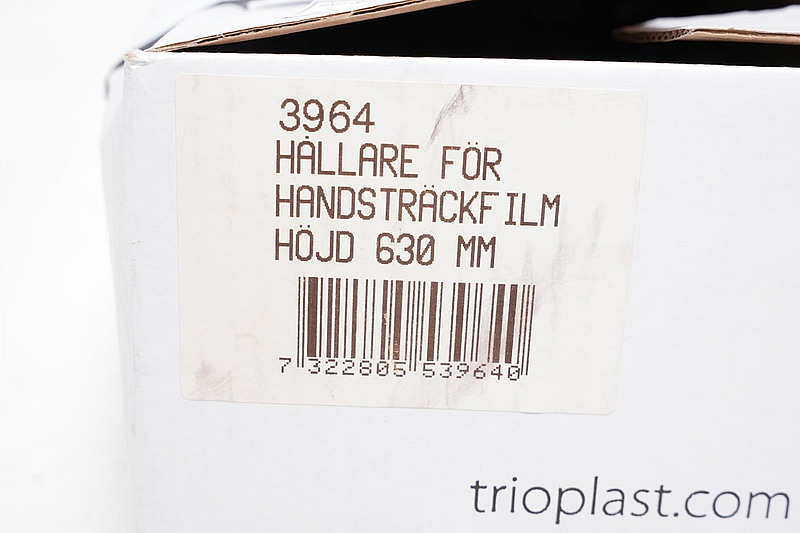 3964
HÅLLARE FÖR
HANDSTRÄCKFILM
HÖJD 630 MM
7 322805 539640
trioplast.com